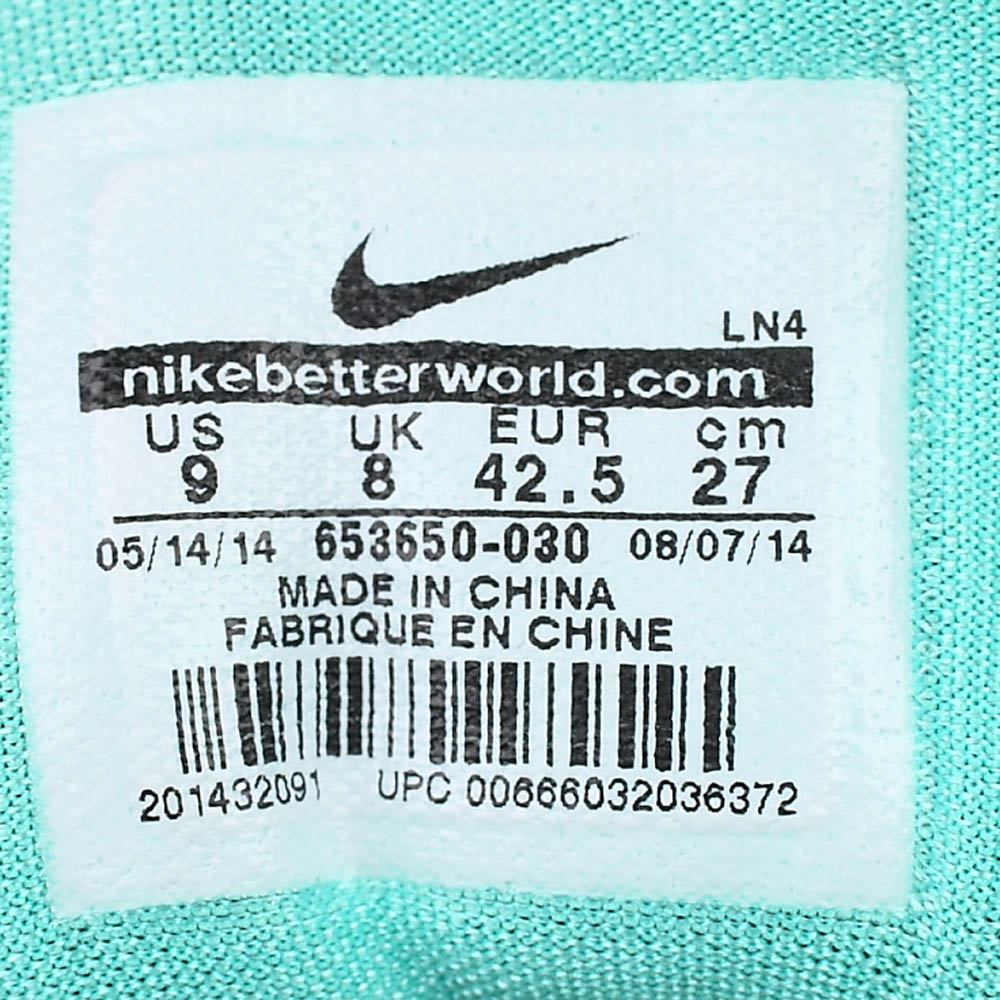 LN4
nikebetterworld.com
US UK EUR cm
9 8 42.5 27
05/14/14 653650-030 08/07/14
MADE IN CHINA
FABRIQUE EN CHINE
201432091 UPC 00666032036372